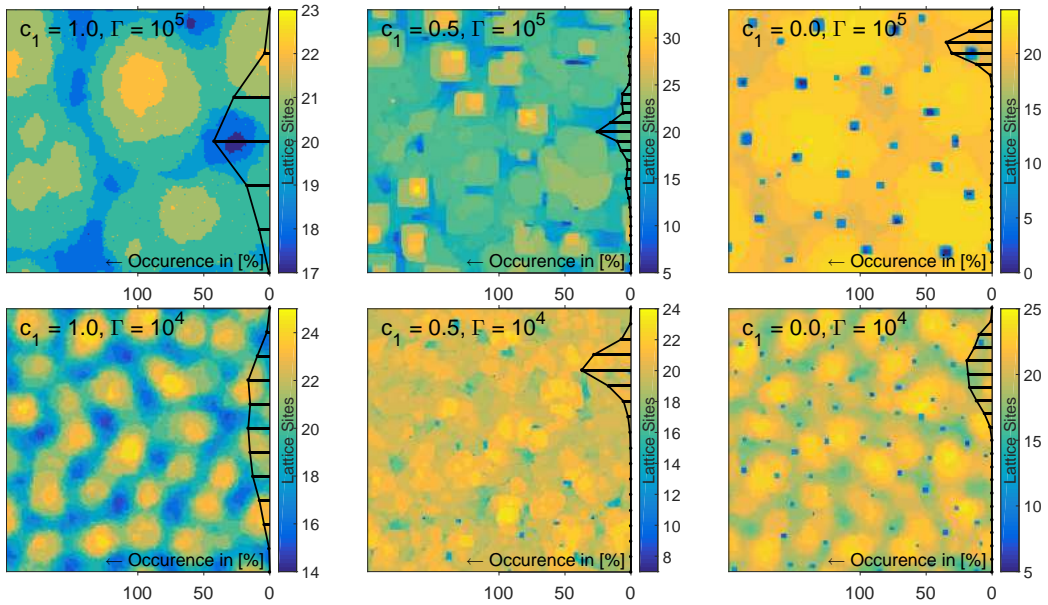 c1 = 1.0, Γ = 10^5
← Occurence in [%]
100 50 0
23
22
21
20
19
18
17
Lattice Sites
c1 = 0.5, Γ = 10^5
← Occurence in [%]
100 50 0
30
25
20
15
10
5
Lattice Sites
c1 = 0.0, Γ = 10^5
← Occurence in [%]
100 50 0
20
15
10
5
0
Lattice Sites
c1 = 1.0, Γ = 10^4
← Occurence in [%]
100 50 0
24
22
20
18
16
14
Lattice Sites
c1 = 0.5, Γ = 10^4
← Occurence in [%]
100 50 0
24
22
20
18
16
14
12
10
8
Lattice Sites
c1 = 0.0, Γ = 10^4
← Occurence in [%]
100 50 0
25
20
15
10
5
Lattice Sites